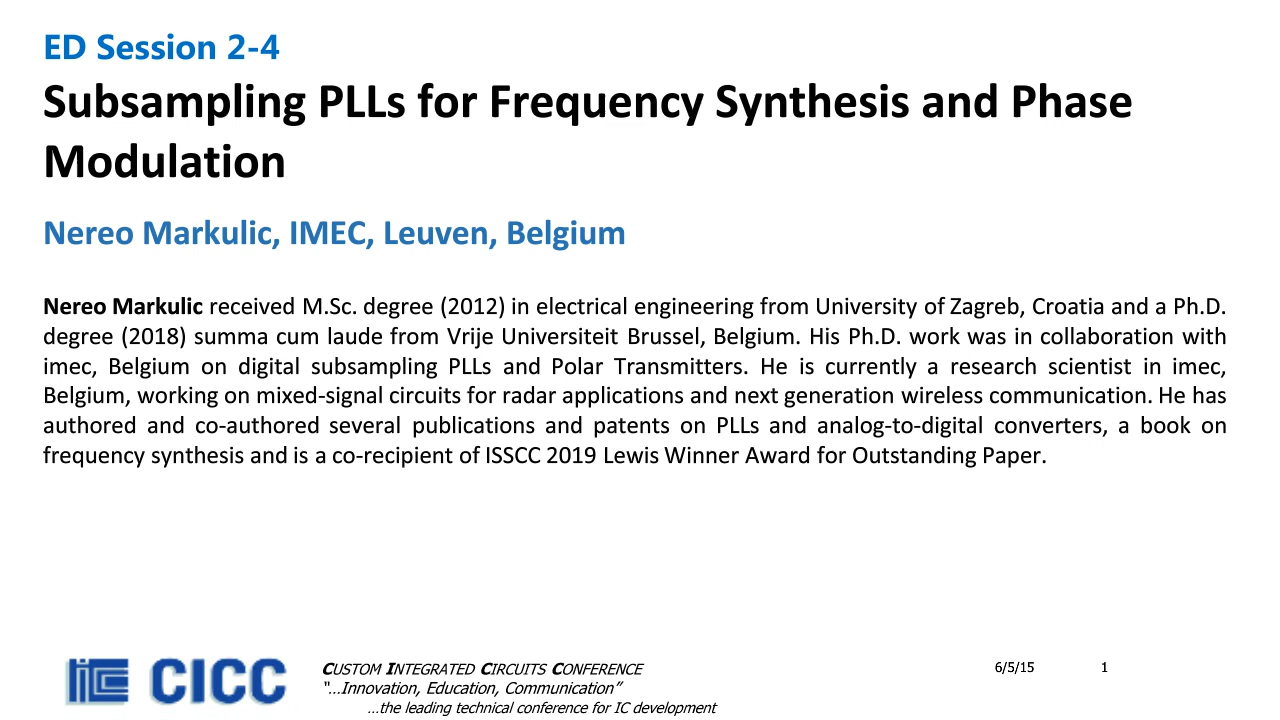 ED Session 2-4
Subsampling PLLs for Frequency Synthesis and Phase
Modulation
Nereo Markulic, IMEC, Leuven, Belgium
Nereo Markulic received M.Sc. degree (2012) in electrical engineering from University of Zagreb, Croatia and a Ph.D.
degree (2018) summa cum laude from Vrije Universiteit Brussel, Belgium. His Ph.D. work was in collaboration with
imec, Belgium on digital subsampling PLLs and Polar Transmitters. He is currently a research scientist in imec,
Belgium, working on mixed-signal circuits for radar applications and next generation wireless communication. He has
authored and co-authored several publications and patents on PLLs and analog-to-digital converters, a book on
frequency synthesis and is a co-recipient of ISSCC 2019 Lewis Winner Award for Outstanding Paper.
CICC
CUSTOM INTEGRATED CIRCUITS CONFERENCE
“…Innovation, Education, Communication”
…the leading technical conference for IC development
6/5/15
1